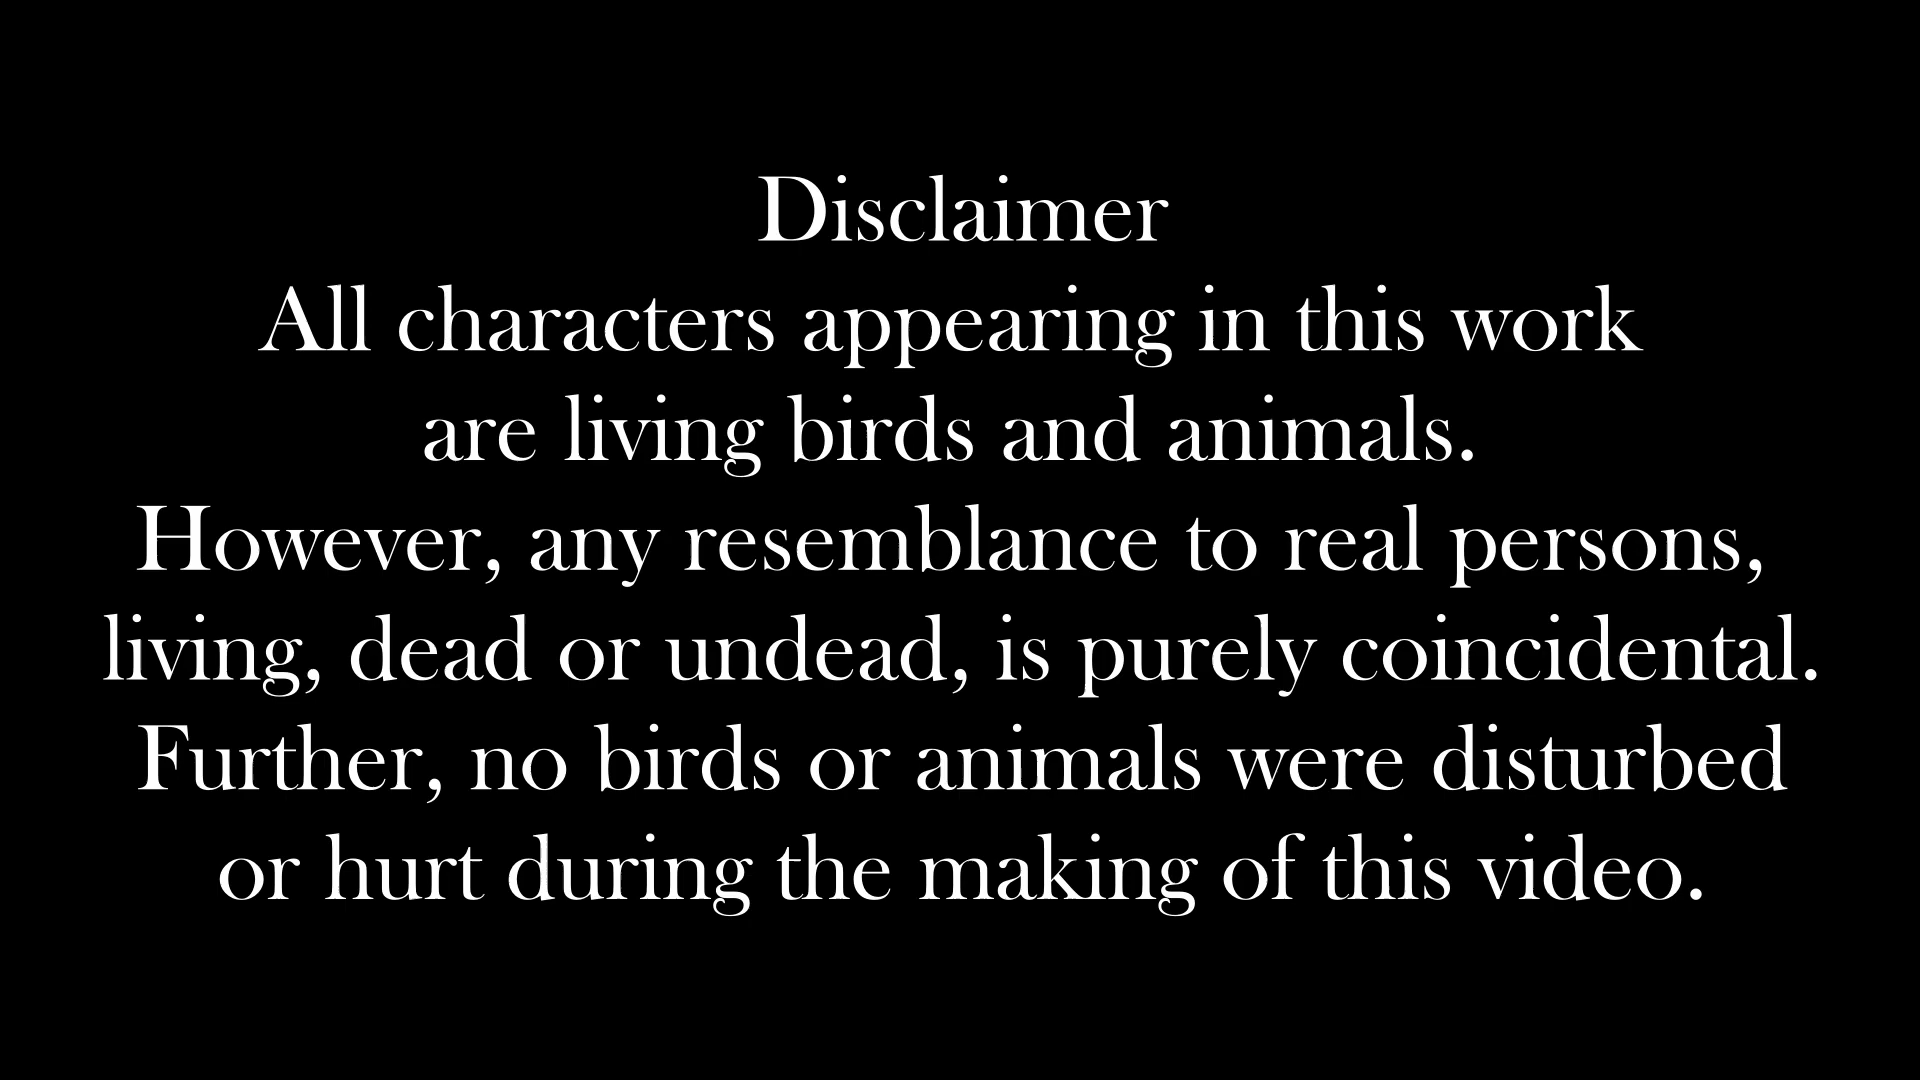 Disclaimer
All characters appearing in this work
are living birds and animals.
However, any resemblance to real persons,
living, dead or undead, is purely coincidental.
Further, no birds or animals were disturbed
or hurt during the making of this video.